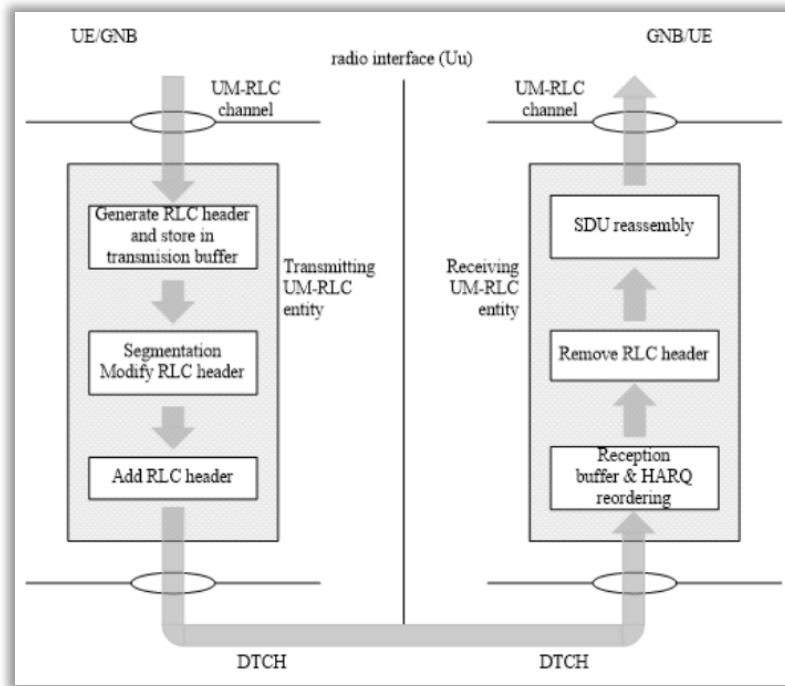 UE/GNB
GNB/UE
radio interface (Uu)
UM-RLC
channel
UM-RLC
channel
Generate RLC header
and store in
transmision buffer
Transmitting
UM-RLC
entity
Segmentation
Modify RLC header
Add RLC header
SDU reassembly
Receiving
UM-RLC
entity
Remove RLC header
Reception
buffer & HARQ
reordering
DTCH
DTCH